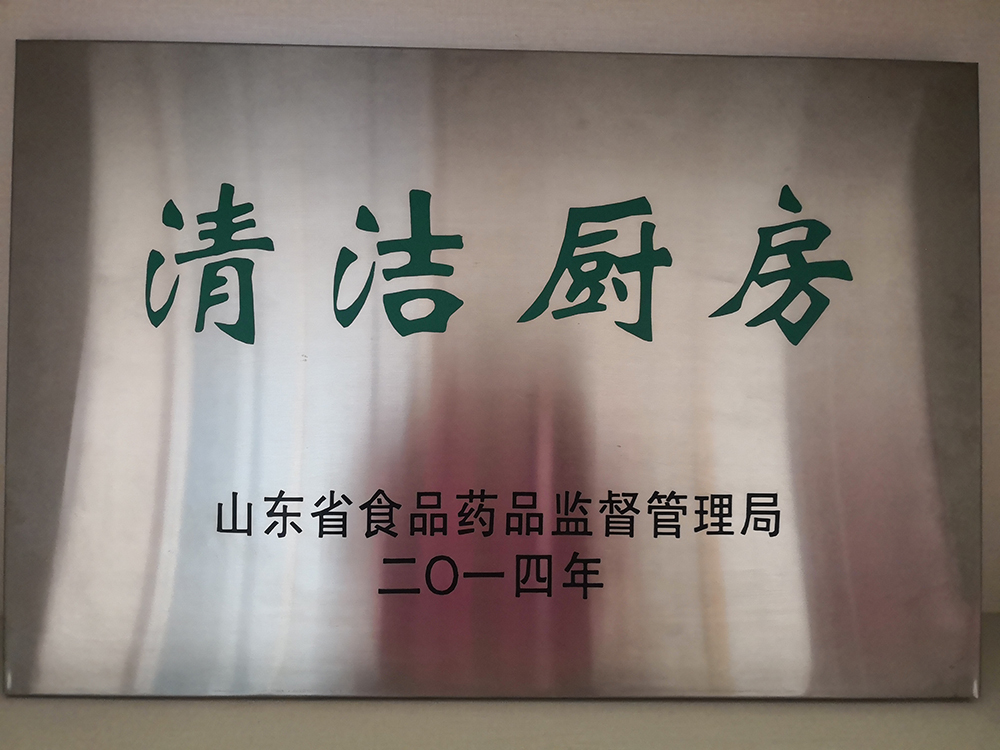 清洁厨房
山东省食品药品监督管理局
二〇一四年